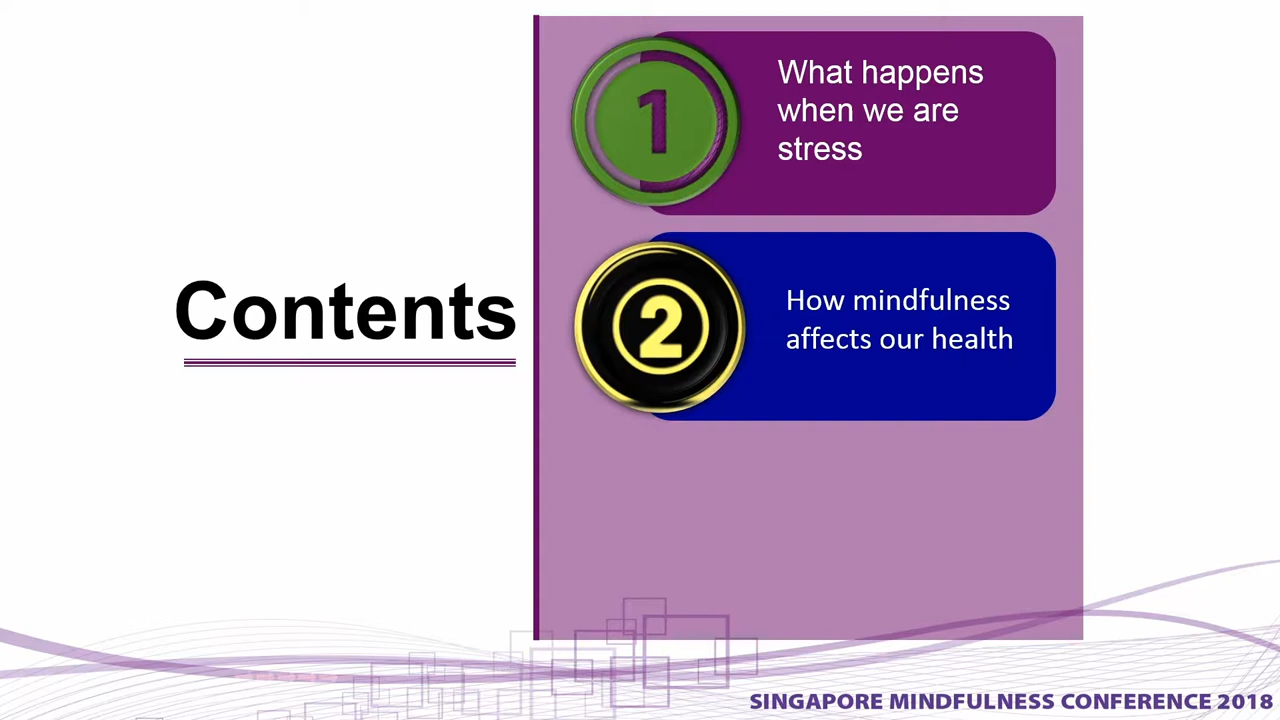 Contents
1
What happens
when we are
stress
2
How mindfulness
affects our health
SINGAPORE MINDFULNESS CONFERENCE 2018